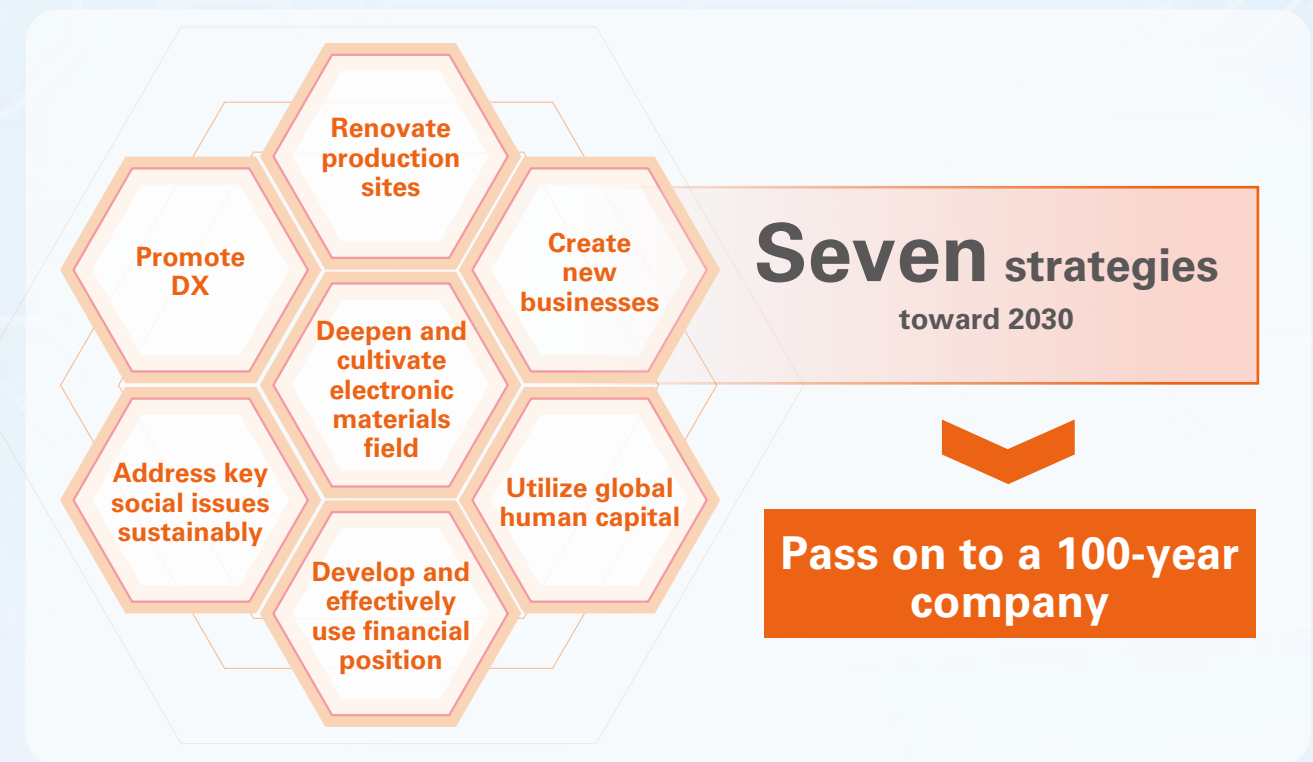 Renovate
production
sites
Promote
DX
Create
new
businesses
Deepen and
cultivate
electronic
materials
field
Address key
social issues
sustainably
Utilize global
human capital
Develop and
effectively
use financial
position
Seven strategies
toward 2030
Pass on to a 100-year
company